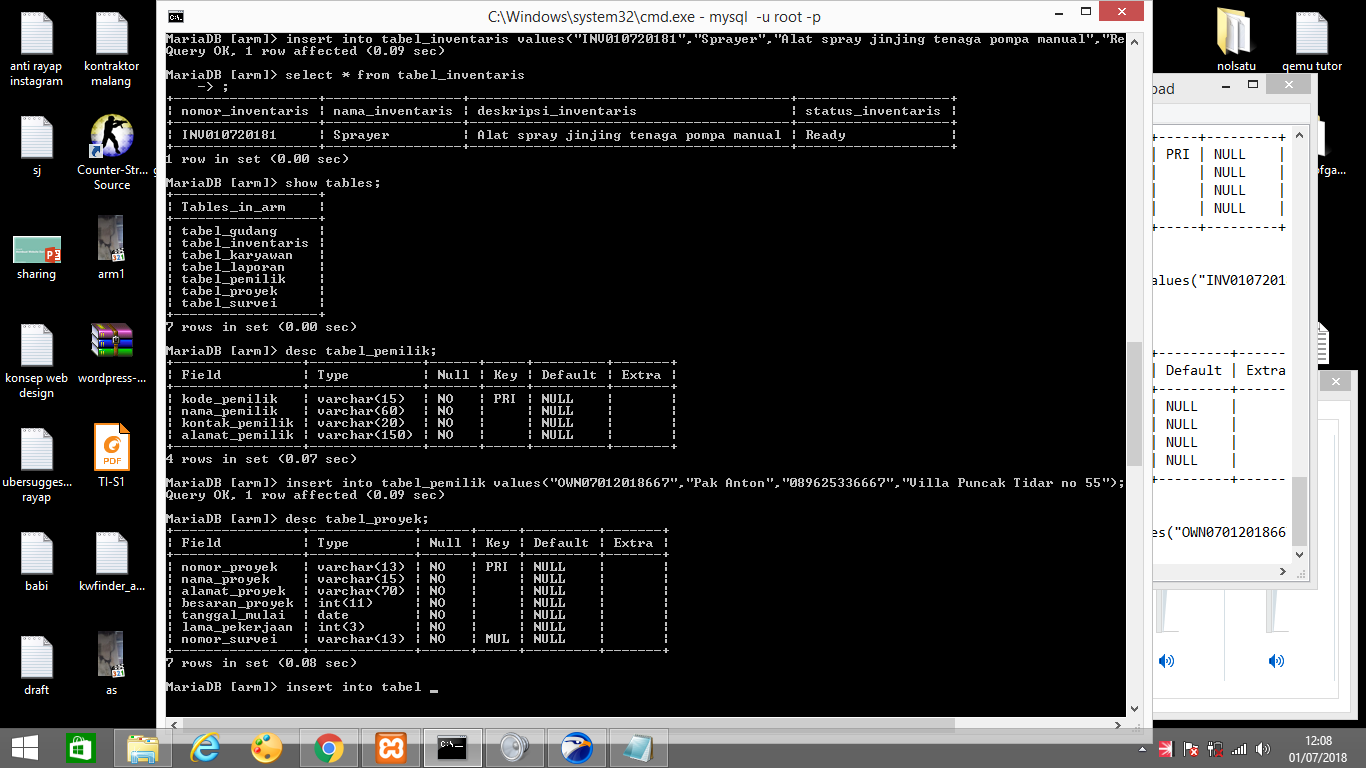 anti rayap
instagram
kontraktor
malang
sj
Counter-Str...
Source
sharing
arm1
konsep web
design
wordpress-...
ubersugges...
rayap
TI-S1
PDF
babi
kwfinder_a...
draft
as
nolsatu
qemu tutor
C:\Windows\system32\cmd.exe - mysql -u root -p
MariaDB [arm]> insert into tabel_inventaris values("INV010720181","Sprayer","Alat spray jinjing tenaga pompa manual","Re
Query OK, 1 row affected (0.09 sec)
MariaDB [arm]> select * from tabel_inventaris
    -> ;
+------------------+-----------------+----------------------------------------+-------------------+
| nomor_inventaris | nama_inventaris | deskripsi_inventaris                   | status_inventaris |
+------------------+-----------------+----------------------------------------+-------------------+
| INV010720181     | Sprayer         | Alat spray jinjing tenaga pompa manual | Ready             |
+------------------+-----------------+----------------------------------------+-------------------+
1 row in set (0.00 sec)
MariaDB [arm]> show tables;
+------------------+
| Tables_in_arm    |
+------------------+
| tabel_gudang     |
| tabel_inventaris |
| tabel_karyawan   |
| tabel_laporan    |
| tabel_pemilik    |
| tabel_proyek     |
| tabel_survei     |
+------------------+
7 rows in set (0.00 sec)
MariaDB [arm]> desc tabel_pemilik;
+----------------+--------------+------+-----+---------+-------+
| Field          | Type         | Null | Key | Default | Extra |
+----------------+--------------+------+-----+---------+-------+
| kode_pemilik   | varchar(15)  | NO   | PRI | NULL    |       |
| nama_pemilik   | varchar(60)  | NO   |     | NULL    |       |
| kontak_pemilik | varchar(20)  | NO   |     | NULL    |       |
| alamat_pemilik | varchar(150) | NO   |     | NULL    |       |
+----------------+--------------+------+-----+---------+-------+
4 rows in set (0.07 sec)
MariaDB [arm]> insert into tabel_pemilik values("OWN07012018667","Pak Anton","089625336667","Villa Puncak Tidar no 55");
Query OK, 1 row affected (0.09 sec)
MariaDB [arm]> desc tabel_proyek;
+----------------+-------------+------+-----+---------+-------+
| Field          | Type        | Null | Key | Default | Extra |
+----------------+-------------+------+-----+---------+-------+
| nomor_proyek   | varchar(13) | NO   | PRI | NULL    |       |
| nama_proyek    | varchar(15) | NO   |     | NULL    |       |
| alamat_proyek  | varchar(70) | NO   |     | NULL    |       |
| besaran_proyek | int(11)     | NO   |     | NULL    |       |
| tanggal_mulai  | date        | NO   |     | NULL    |       |
| lama_pekerjaan | int(3)      | NO   |     | NULL    |       |
| nomor_survei   | varchar(13) | NO   | MUL | NULL    |       |
+----------------+-------------+------+-----+---------+-------+
7 rows in set (0.08 sec)
MariaDB [arm]> insert into tabel _
pad
-----+----------+
| PRI | NULL    |
|     | NULL    |
|     | NULL    |
|     | NULL    |
-----+----------+
alues("INV0107201
---------+------
| Default | Extra
---------+------
| NULL    |
| NULL    |
| NULL    |
| NULL    |
---------+------
es("OWN0701201866
ofga...
12:08
01/07/2018